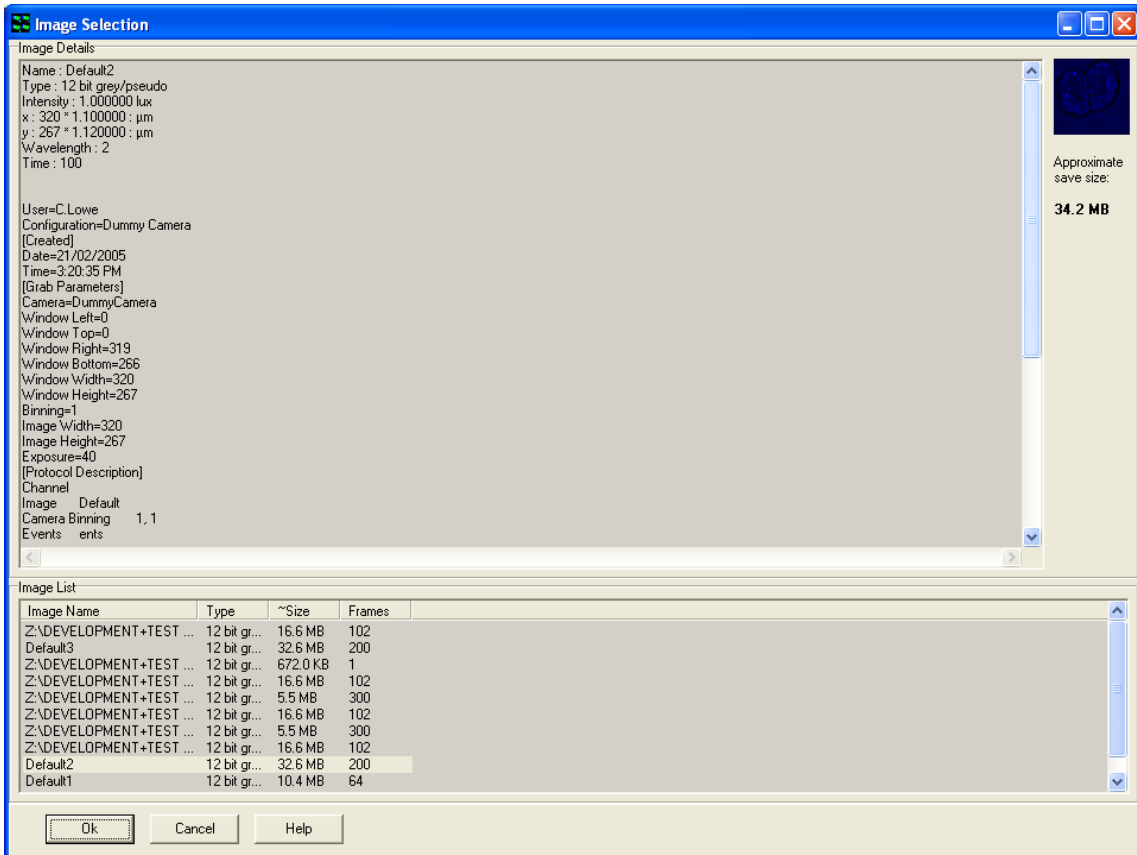 Image Selection
Image Details
Name : Default2
Type : 12 bit grey/pseudo
Intensity : 1.000000 lux
x : 320 * 1.100000 : µm
y : 267 * 1.120000 : µm
Wavelength : 2
Time : 100
User=C.Lowe
Configuration=Dummy Camera
[Created]
Date=21/02/2005
Time=3:20:35 PM
[Grab Parameters]
Camera=DummyCamera
Window Left=0
Window Top=0
Window Right=319
Window Bottom=266
Window Width=320
Window Height=267
Binning=1
Image Width=320
Image Height=267
Exposure=40
[Protocol Description]
Channel
Image Default
Camera Binning 1, 1
Events ents
Approximate
save size:
34.2 MB
Image List
Image Name Type ~Size Frames
Z:\DEVELOPMENT+TEST ... 12 bit gr... 16.6 MB 102
Default3 12 bit gr... 32.6 MB 200
Z:\DEVELOPMENT+TEST ... 12 bit gr... 672.0 KB 1
Z:\DEVELOPMENT+TEST ... 12 bit gr... 16.6 MB 102
Z:\DEVELOPMENT+TEST ... 12 bit gr... 5.5 MB 300
Z:\DEVELOPMENT+TEST ... 12 bit gr... 16.6 MB 102
Z:\DEVELOPMENT+TEST ... 12 bit gr... 5.5 MB 300
Z:\DEVELOPMENT+TEST ... 12 bit gr... 16.6 MB 102
Default2 12 bit gr... 32.6 MB 200
Default1 12 bit gr... 10.4 MB 64
Ok Cancel Help